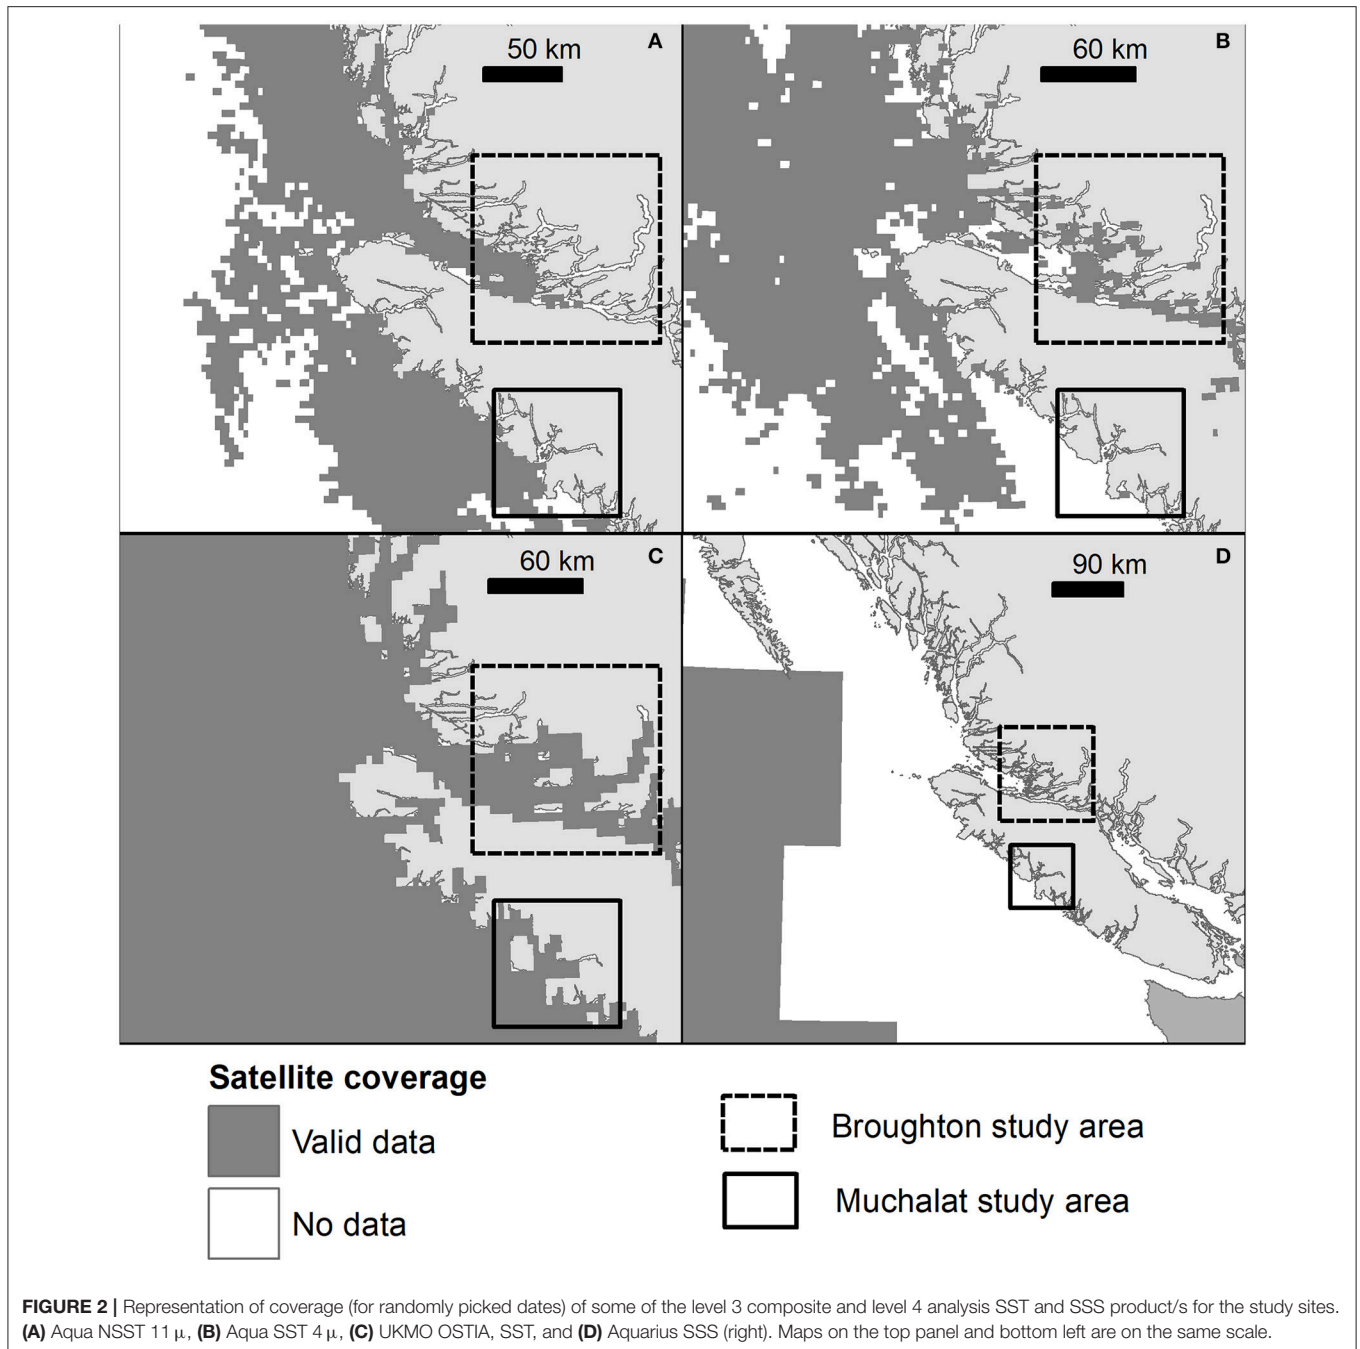 A
50 km
B
60 km
C
60 km
D
90 km
Satellite coverage
Valid data
No data
Broughton study area
Muchalat study area
FIGURE 2 | Representation of coverage (for randomly picked dates) of some of the level 3 composite and level 4 analysis SST and SSS product/s for the study sites.
(A) Aqua NSST 11 μ, (B) Aqua SST 4 μ, (C) UKMO OSTIA, SST, and (D) Aquarius SSS (right). Maps on the top panel and bottom left are on the same scale.